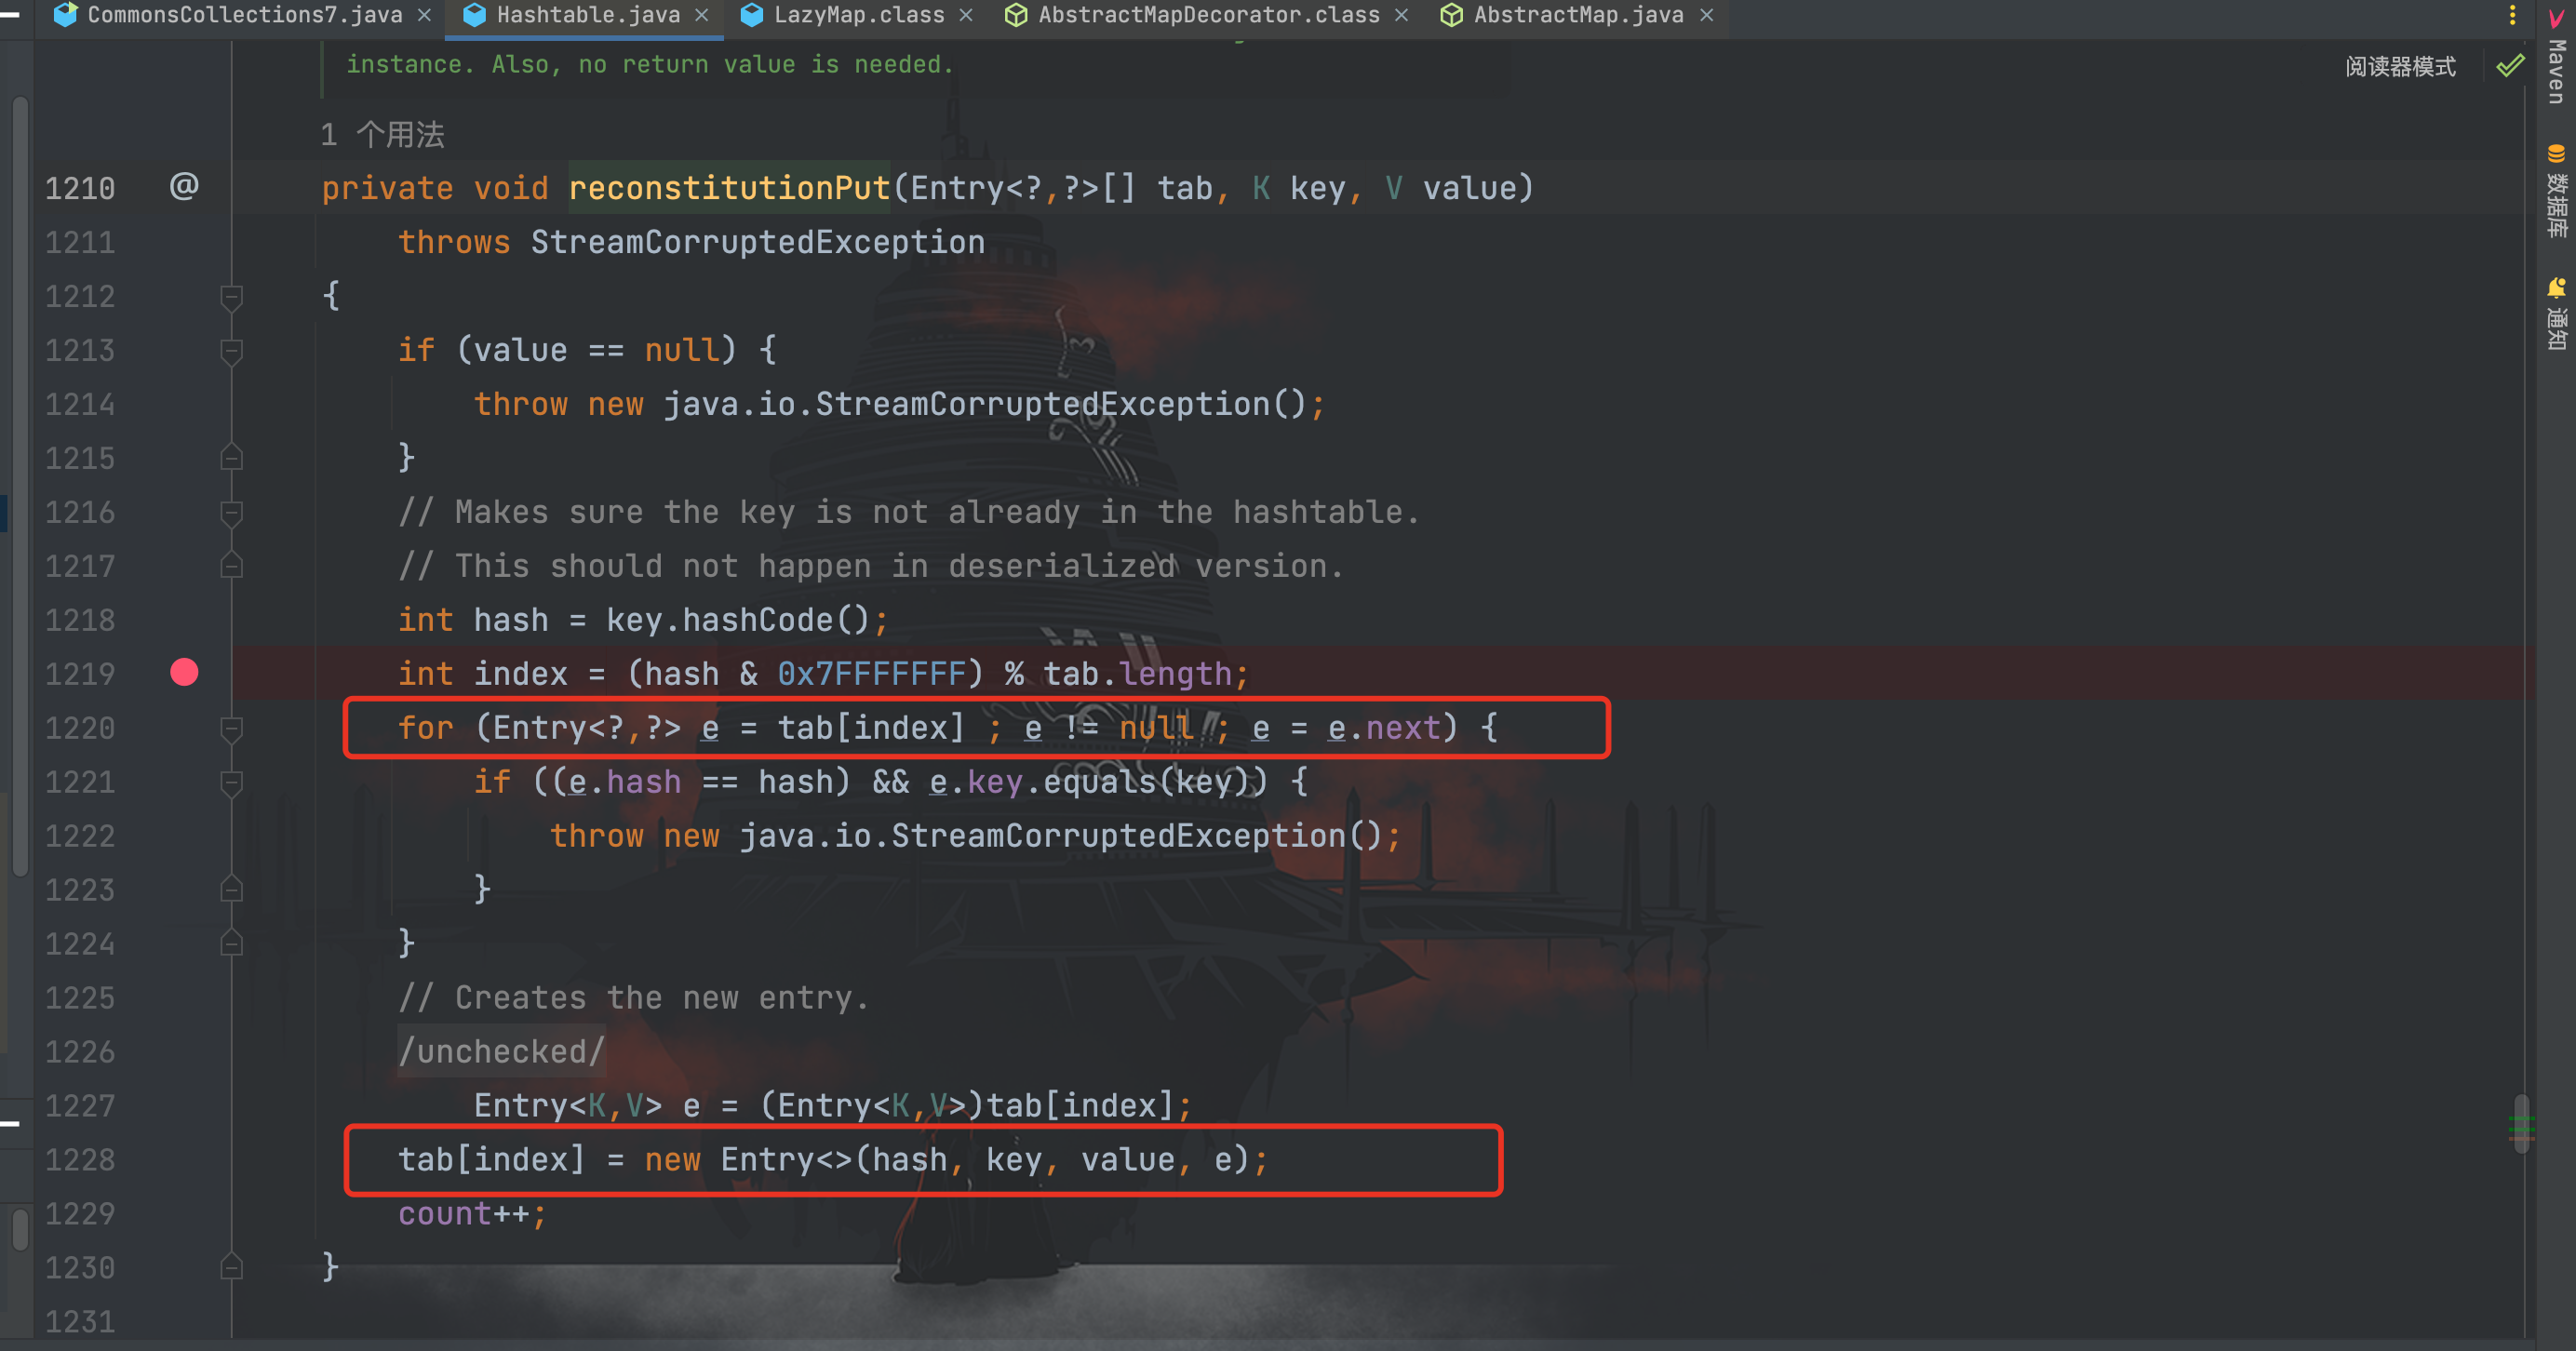 CommonsCollections7.java × Hashtable.java × LazyMap.class × AbstractMapDecorator.class × AbstractMap.java ×
Maven
数据库
通知
instance. Also, no return value is needed.
阅读器模式
1 个用法
1210 @ private void reconstitutionPut(Entry<?,?>[] tab, K key, V value)
1211 throws StreamCorruptedException
1212 {
1213 if (value == null) {
1214 throw new java.io.StreamCorruptedException();
1215 }
1216 // Makes sure the key is not already in the hashtable.
1217 // This should not happen in deserialized version.
1218 int hash = key.hashCode();
1219 int index = (hash & 0x7FFFFFFF) % tab.length;
1220 for (Entry<?,?> e = tab[index] ; e != null ; e = e.next) {
1221 if ((e.hash == hash) && e.key.equals(key)) {
1222 throw new java.io.StreamCorruptedException();
1223 }
1224 }
1225 // Creates the new entry.
1226 /unchecked/
1227 Entry<K,V> e = (Entry<K,V>)tab[index];
1228 tab[index] = new Entry<>(hash, key, value, e);
1229 count++;
1230 }
1231